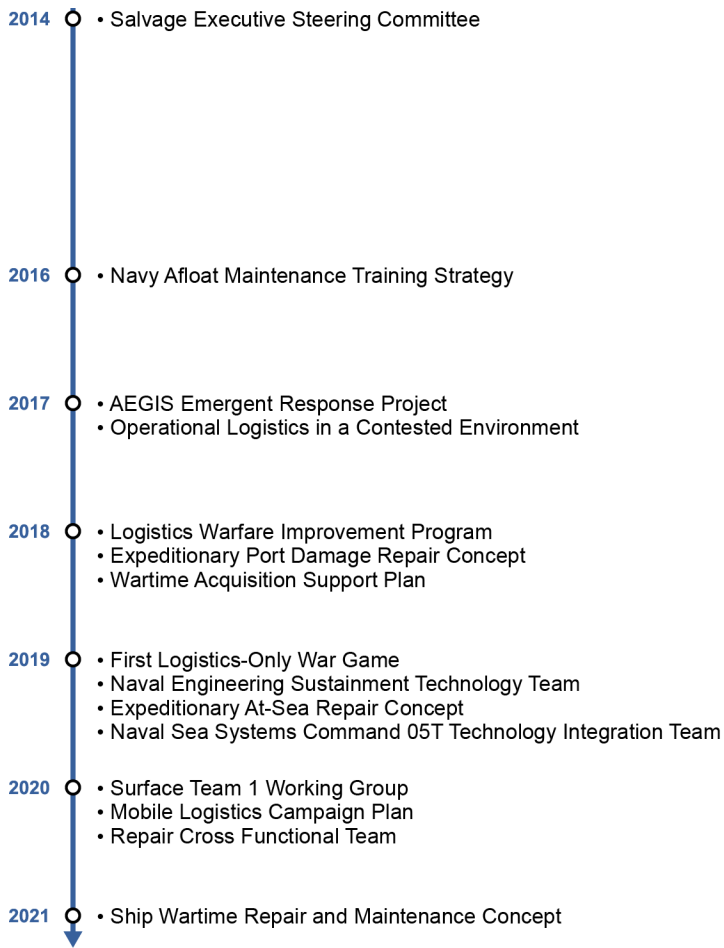 2014 • Salvage Executive Steering Committee
2016 • Navy Afloat Maintenance Training Strategy
2017 • AEGIS Emergent Response Project
• Operational Logistics in a Contested Environment
2018 • Logistics Warfare Improvement Program
• Expeditionary Port Damage Repair Concept
• Wartime Acquisition Support Plan
2019 • First Logistics-Only War Game
• Naval Engineering Sustainment Technology Team
• Expeditionary At-Sea Repair Concept
• Naval Sea Systems Command 05T Technology Integration Team
2020 • Surface Team 1 Working Group
• Mobile Logistics Campaign Plan
• Repair Cross Functional Team
2021 • Ship Wartime Repair and Maintenance Concept